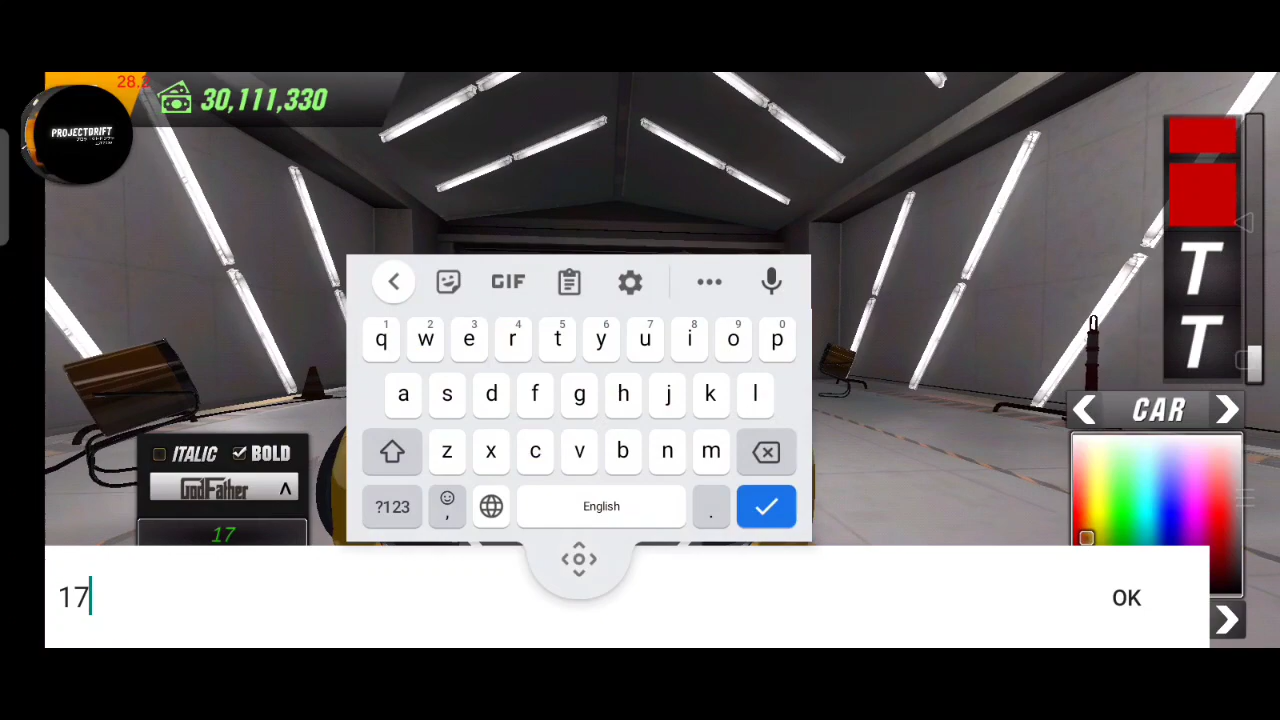 28.
30,111,330
PROJECTDRIFT
GIF
1 2 3 4 5 6 7 8 9 0
q w e r t y u i o p
a s d f g h j k l
z x c v b n m
?123 , English .
T
T
CAR
ITALIC BOLD
GodFather
17
17
OK